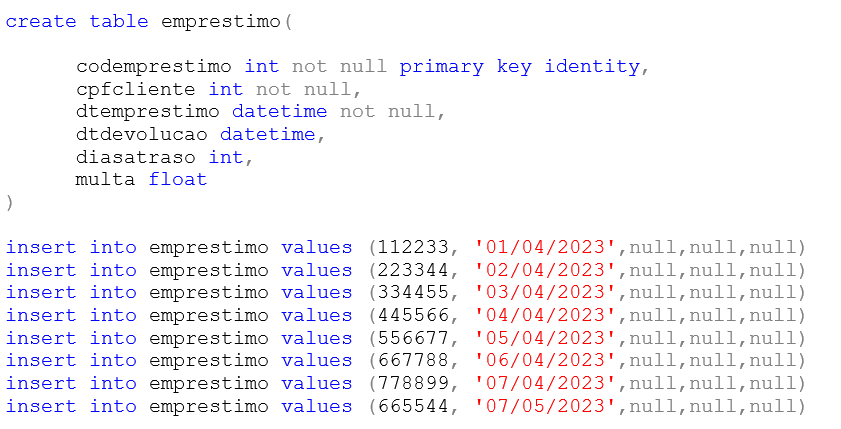 create table emprestimo(
codemprestimo int not null primary key identity,
cpfcliente int not null,
dtemprestimo datetime not null,
dtdevolucao datetime,
diasatraso int,
multa float
)
insert into emprestimo values (112233, '01/04/2023',null,null,null)
insert into emprestimo values (223344, '02/04/2023',null,null,null)
insert into emprestimo values (334455, '03/04/2023',null,null,null)
insert into emprestimo values (445566, '04/04/2023',null,null,null)
insert into emprestimo values (556677, '05/04/2023',null,null,null)
insert into emprestimo values (667788, '06/04/2023',null,null,null)
insert into emprestimo values (778899, '07/04/2023',null,null,null)
insert into emprestimo values (665544, '07/05/2023',null,null,null)